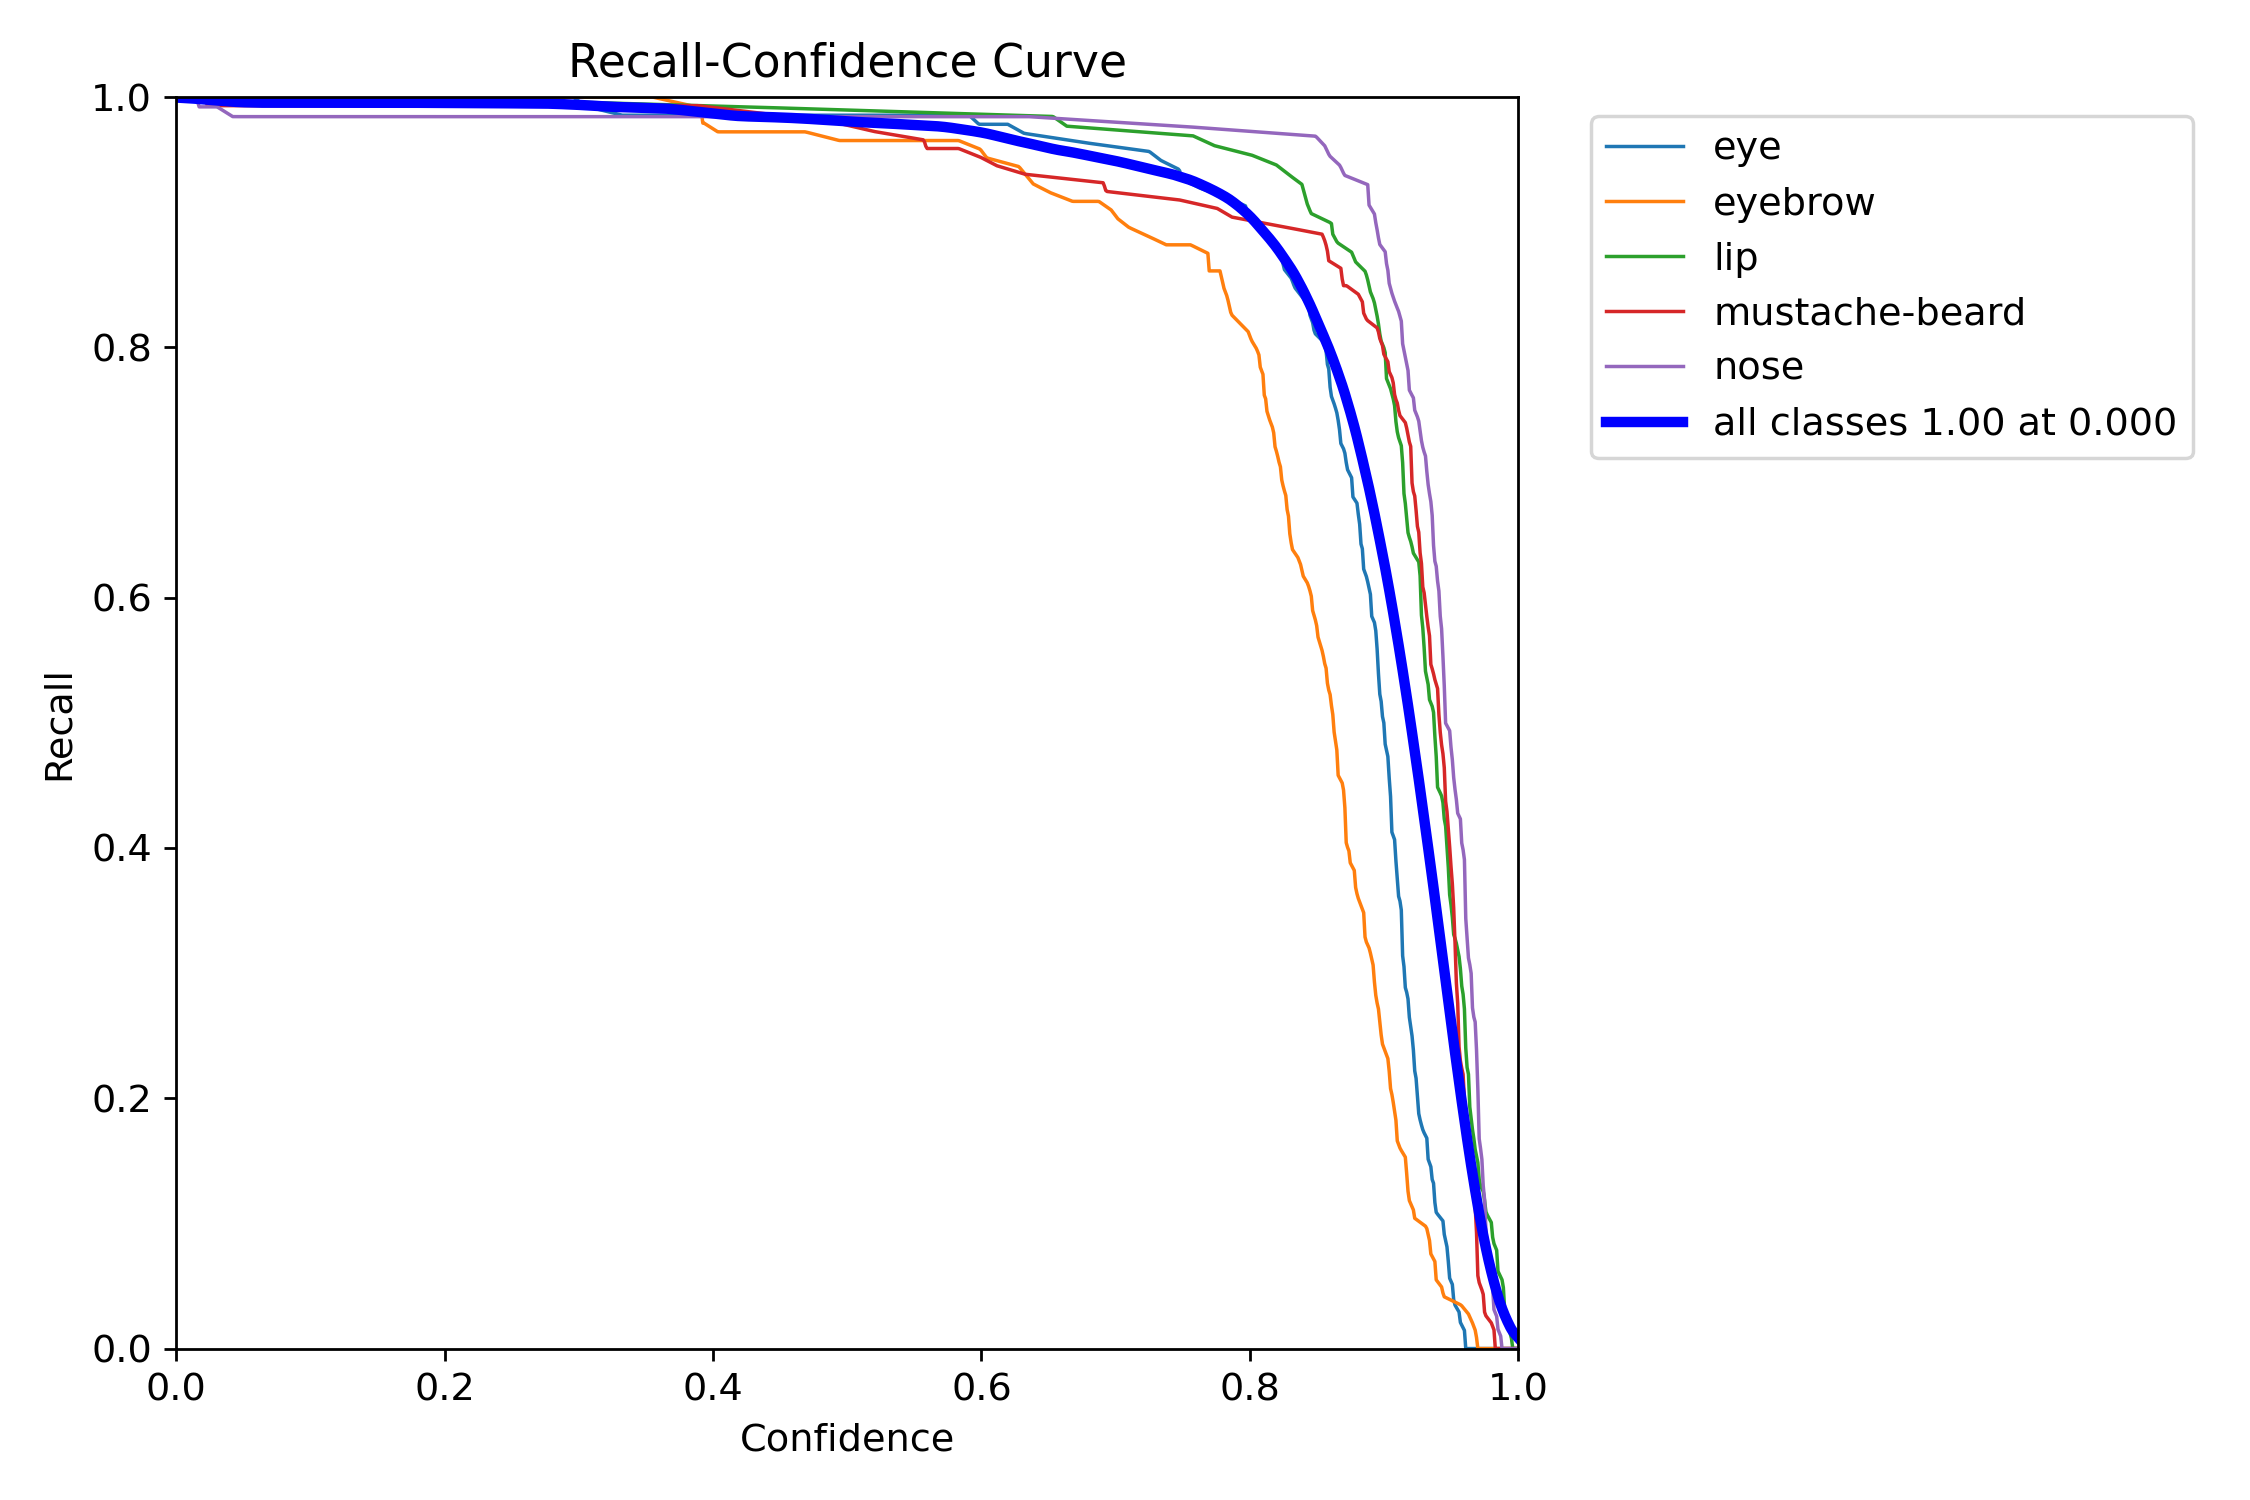 Recall-Confidence Curve
1.0
0.8
0.6
0.4
0.2
0.0
Recall
0.0 0.2 0.4 0.6 0.8 1.0
Confidence
eye
eyebrow
lip
mustache-beard
nose
all classes 1.00 at 0.000